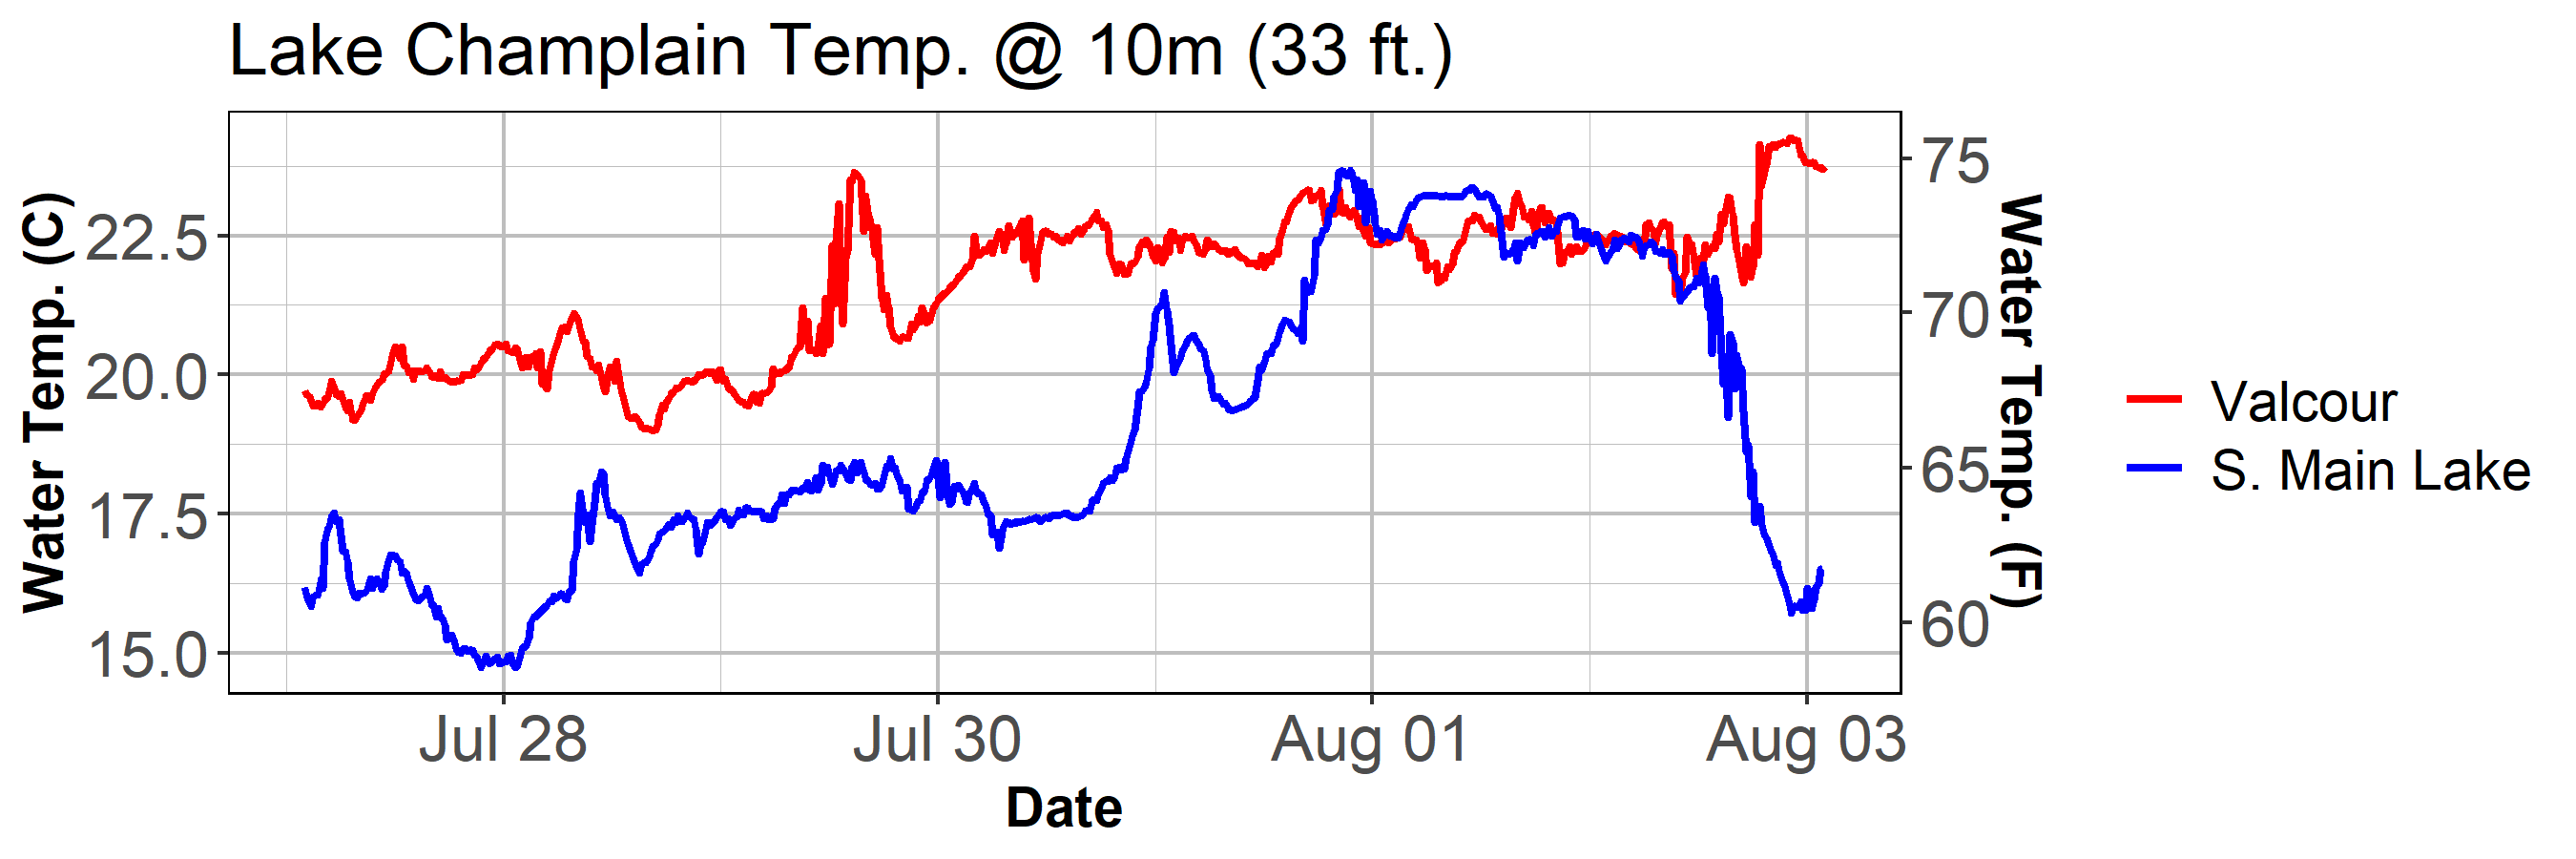 Lake Champlain Temp. @ 10m (33 ft.)
Water Temp. (C)
22.5
20.0
17.5
15.0
75
70
65
60
Water Temp. (F)
Jul 28
Jul 30
Aug 01
Aug 03
Date
Valcour
S. Main Lake